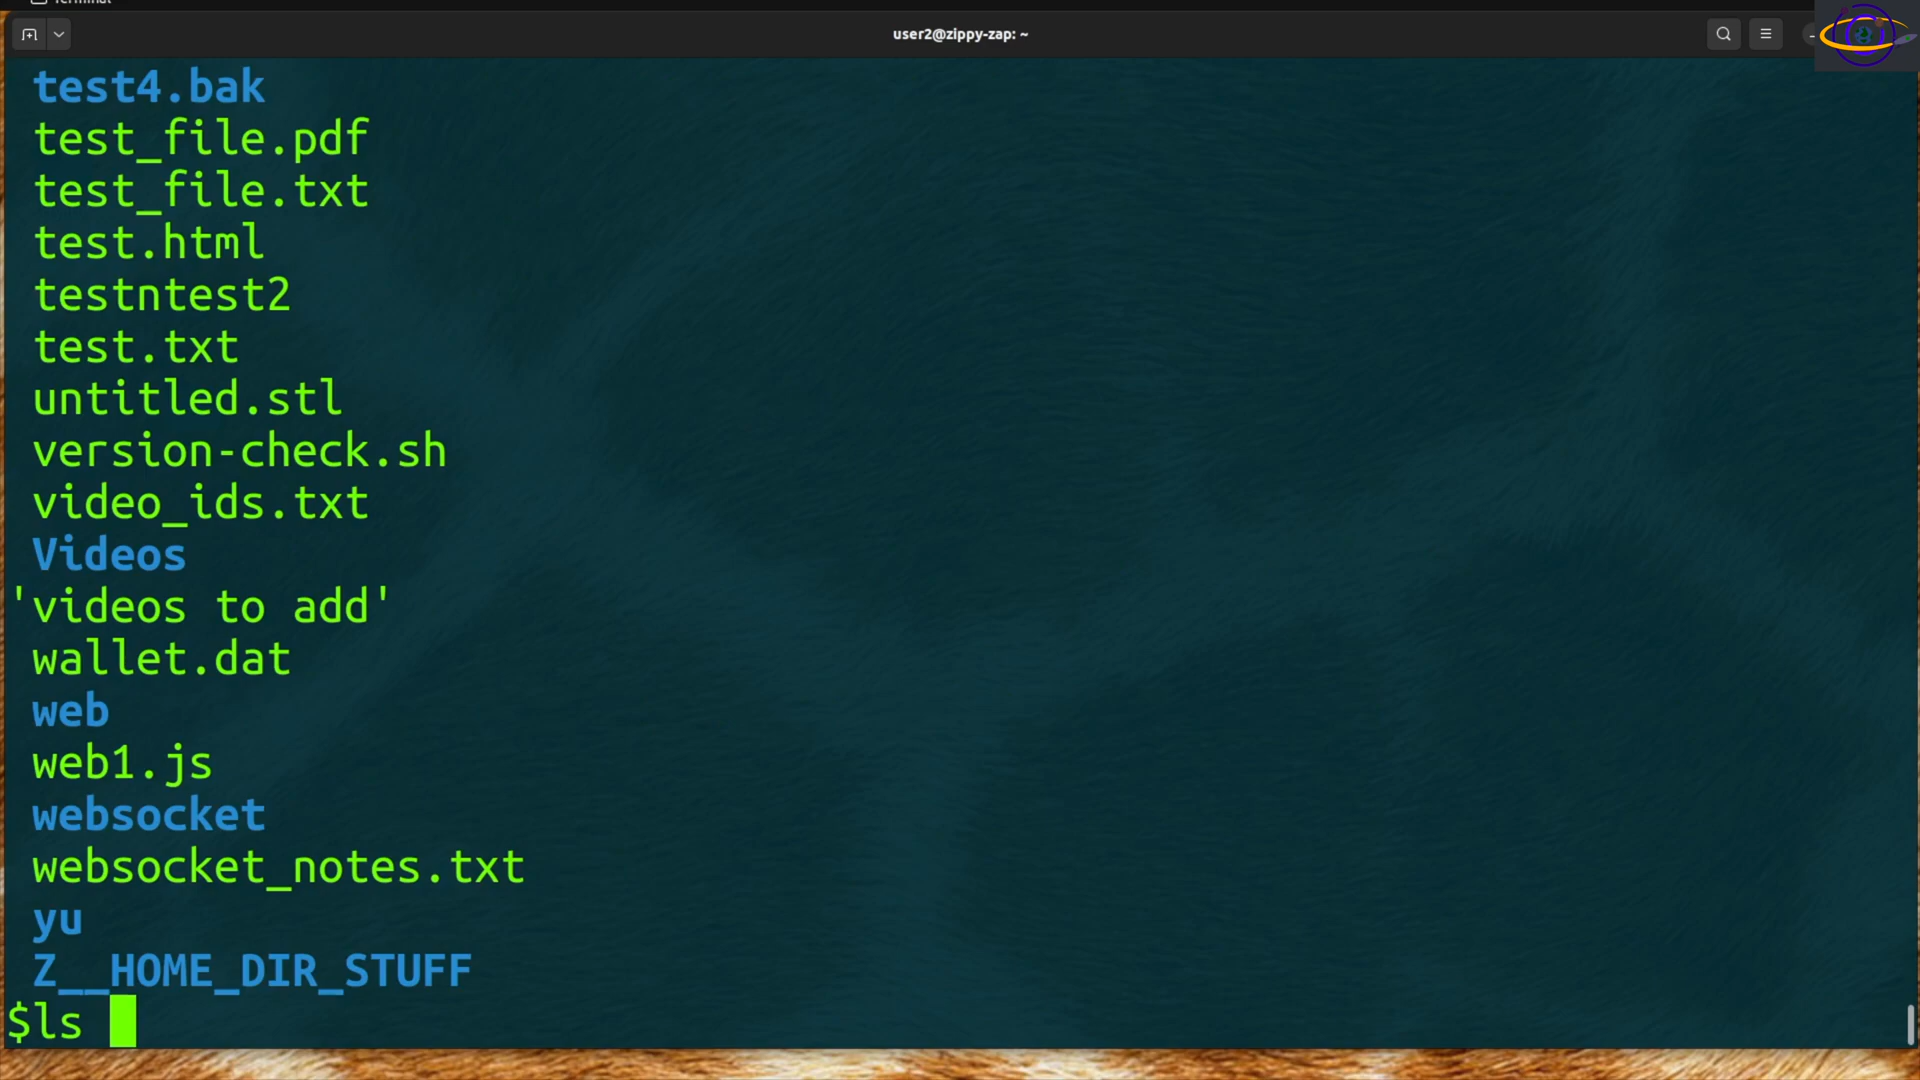 user2@zippy-zap: ~
test4.bak
test_file.pdf
test_file.txt
test.html
testntest2
test.txt
untitled.stl
version-check.sh
video_ids.txt
Videos
'videos to add'
wallet.dat
web
web1.js
websocket
websocket_notes.txt
yu
Z__HOME_DIR_STUFF
$ls